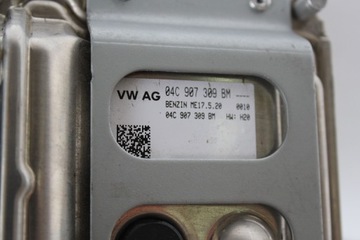 VW AG 04C 907 309 BM ----
BENZIN ME17.5.20 0010
04C 907 309 BM HW: H20